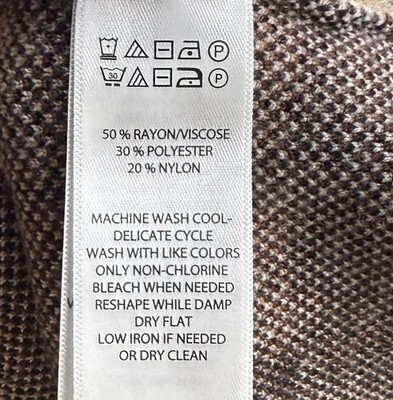 P
30 P
50 % RAYON/VISCOSE
30 % POLYESTER
20 % NYLON
MACHINE WASH COOL-
DELICATE CYCLE
WASH WITH LIKE COLORS
ONLY NON-CHLORINE
BLEACH WHEN NEEDED
RESHAPE WHILE DAMP
DRY FLAT
LOW IRON IF NEEDED
OR DRY CLEAN